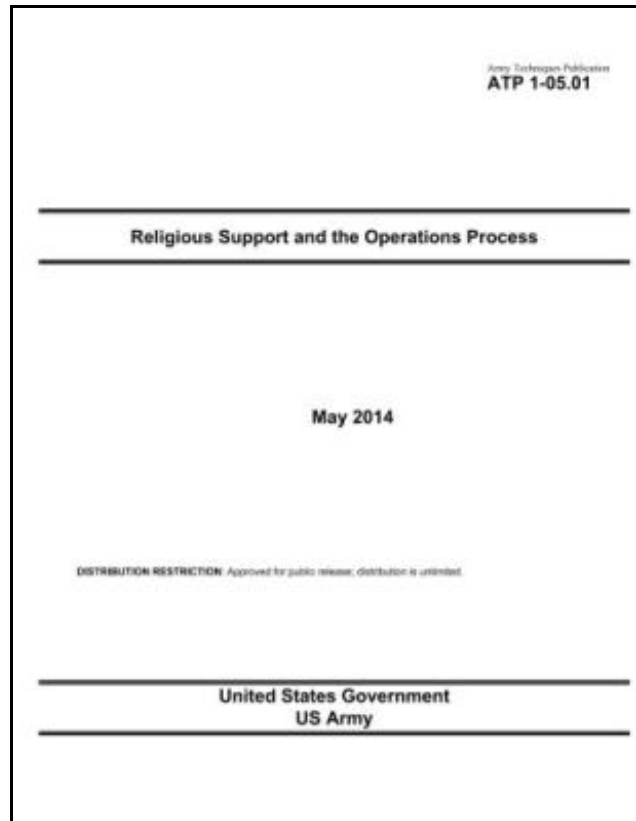 Army Techniques Publication
ATP 1-05.01
Religious Support and the Operations Process
May 2014
DISTRIBUTION RESTRICTION: Approved for public release; distribution is unlimited.
United States Government
US Army